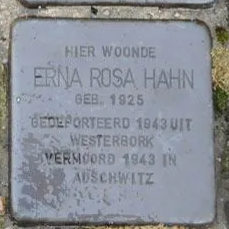 HIER WOONDE
ERNA ROSA HAHN
GEB. 1925
GEDEPORTEERD 1943 UIT
WESTERBORK
VERMOORD 1943 IN
AUSCHWITZ